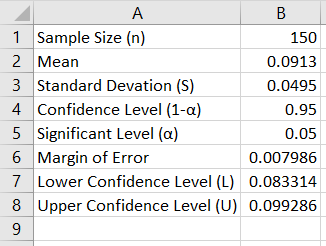 A B
1 Sample Size (n) 150
2 Mean 0.0913
3 Standard Devation (S) 0.0495
4 Confidence Level (1-α) 0.95
5 Significant Level (α) 0.05
6 Margin of Error 0.007986
7 Lower Confidence Level (L) 0.083314
8 Upper Confidence Level (U) 0.099286
9